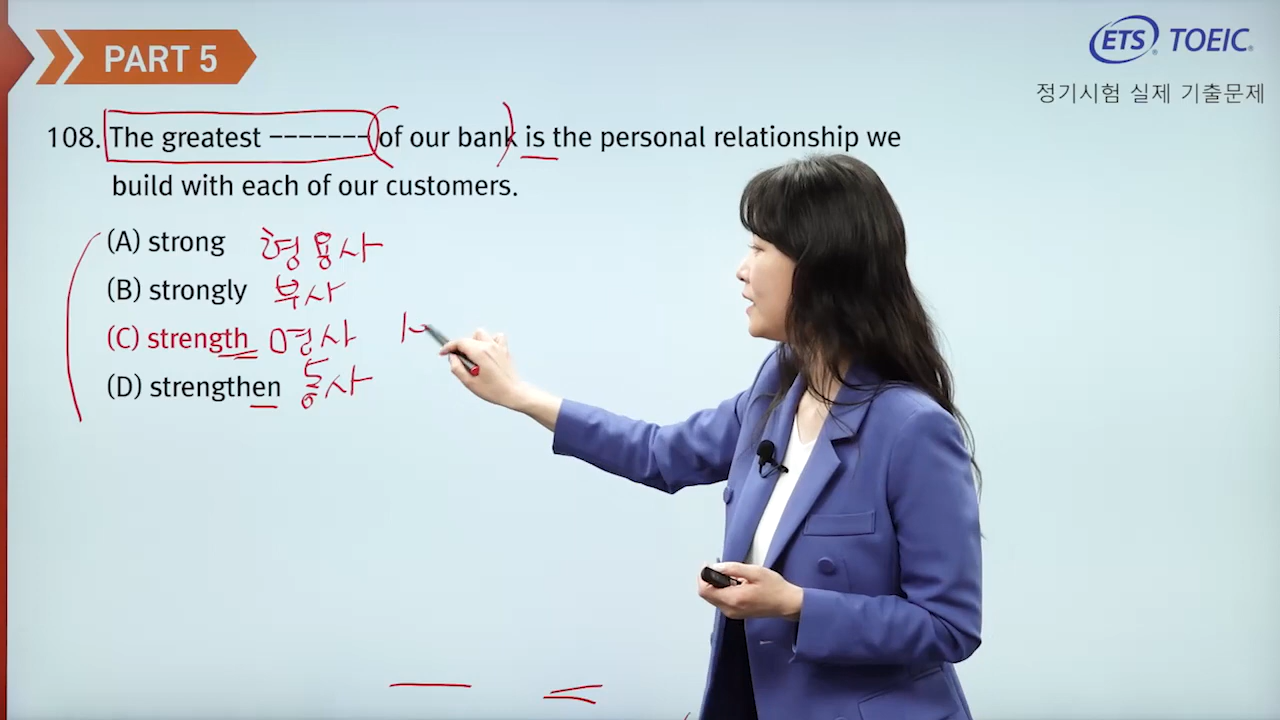 PART 5
ETS TOEIC
정기시험 실제 기출문제
108. The greatest ------- of our bank is the personal relationship we
build with each of our customers.
(A) strong 형용사
(B) strongly 부사
(C) strength 명사
(D) strengthen 동사